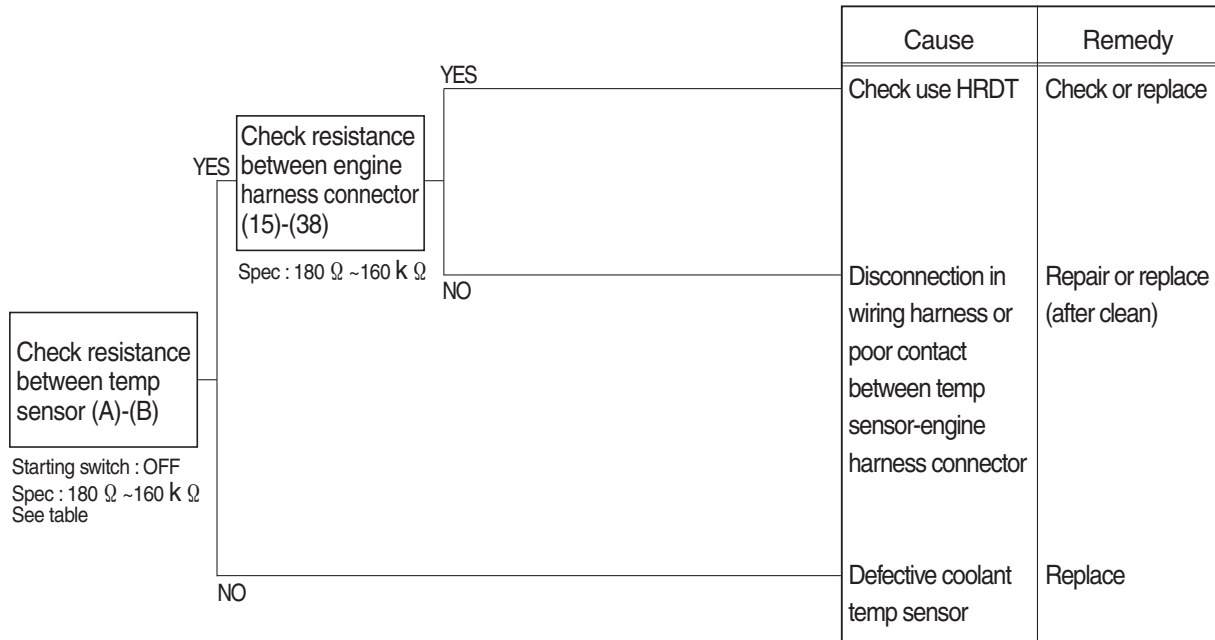 Cause
Remedy
YES
Check use HRDT
Check or replace
Check resistance
YES
between engine
harness connector
(15)-(38)
Spec : 180 Ω ~160 k Ω
NO
Disconnection in
wiring harness or
poor contact
between temp
sensor-engine
harness connector
Repair or replace
(after clean)
Check resistance
between temp
sensor (A)-(B)
Starting switch : OFF
Spec : 180 Ω ~160 k Ω
See table
NO
Defective coolant
temp sensor
Replace